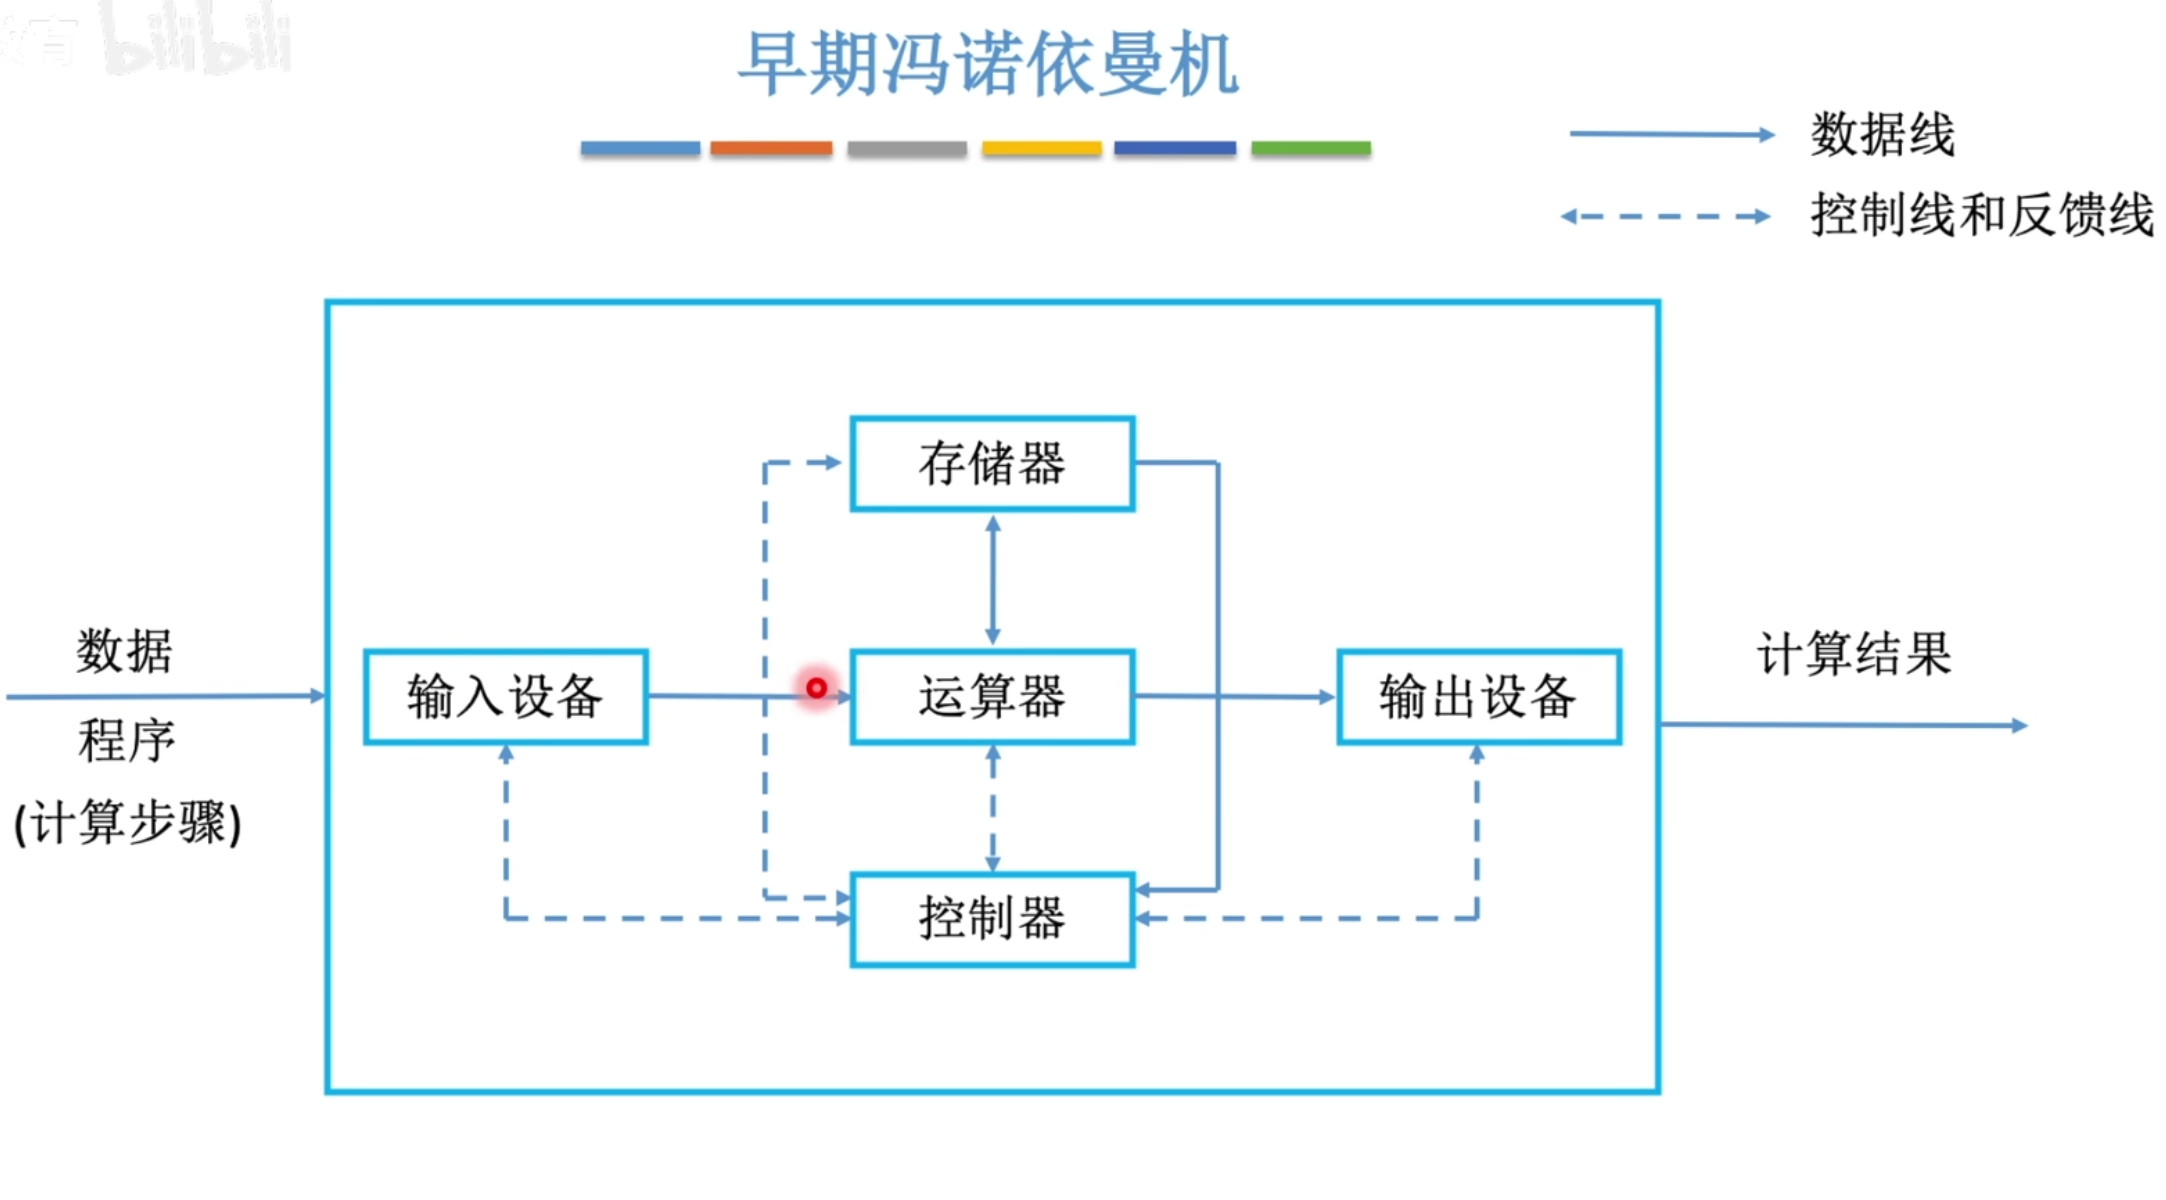 bilibili
早期冯诺依曼机
数据线
控制线和反馈线
存储器
数据
程序
(计算步骤)
输入设备
运算器
输出设备
计算结果
控制器